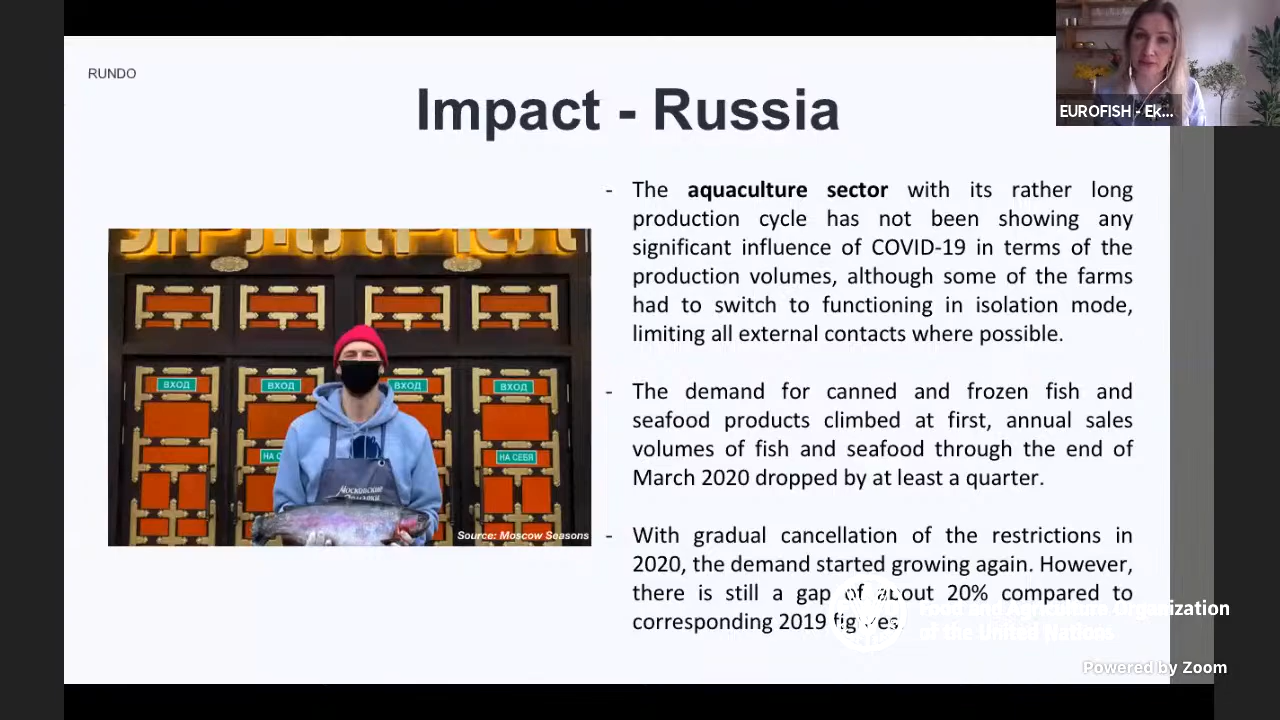 RUNDO
Impact - Russia
EUROFISH - Ek...
- The aquaculture sector with its rather long
production cycle has not been showing any
significant influence of COVID-19 in terms of the
production volumes, although some of the farms
had to switch to functioning in isolation mode,
limiting all external contacts where possible.
- The demand for canned and frozen fish and
seafood products climbed at first, annual sales
volumes of fish and seafood through the end of
March 2020 dropped by at least a quarter.
- With gradual cancellation of the restrictions in
2020, the demand started growing again. However,
there is still a gap of about 20% compared to
corresponding 2019 figures.
ЯРМАРКА
ВХОД
ВХОД
ВХОД
ВХОД
НА СЕБЯ
Московские
Source: Moscow Seasons
Food and Agriculture Organization
of the United Nations
Powered by Zoom